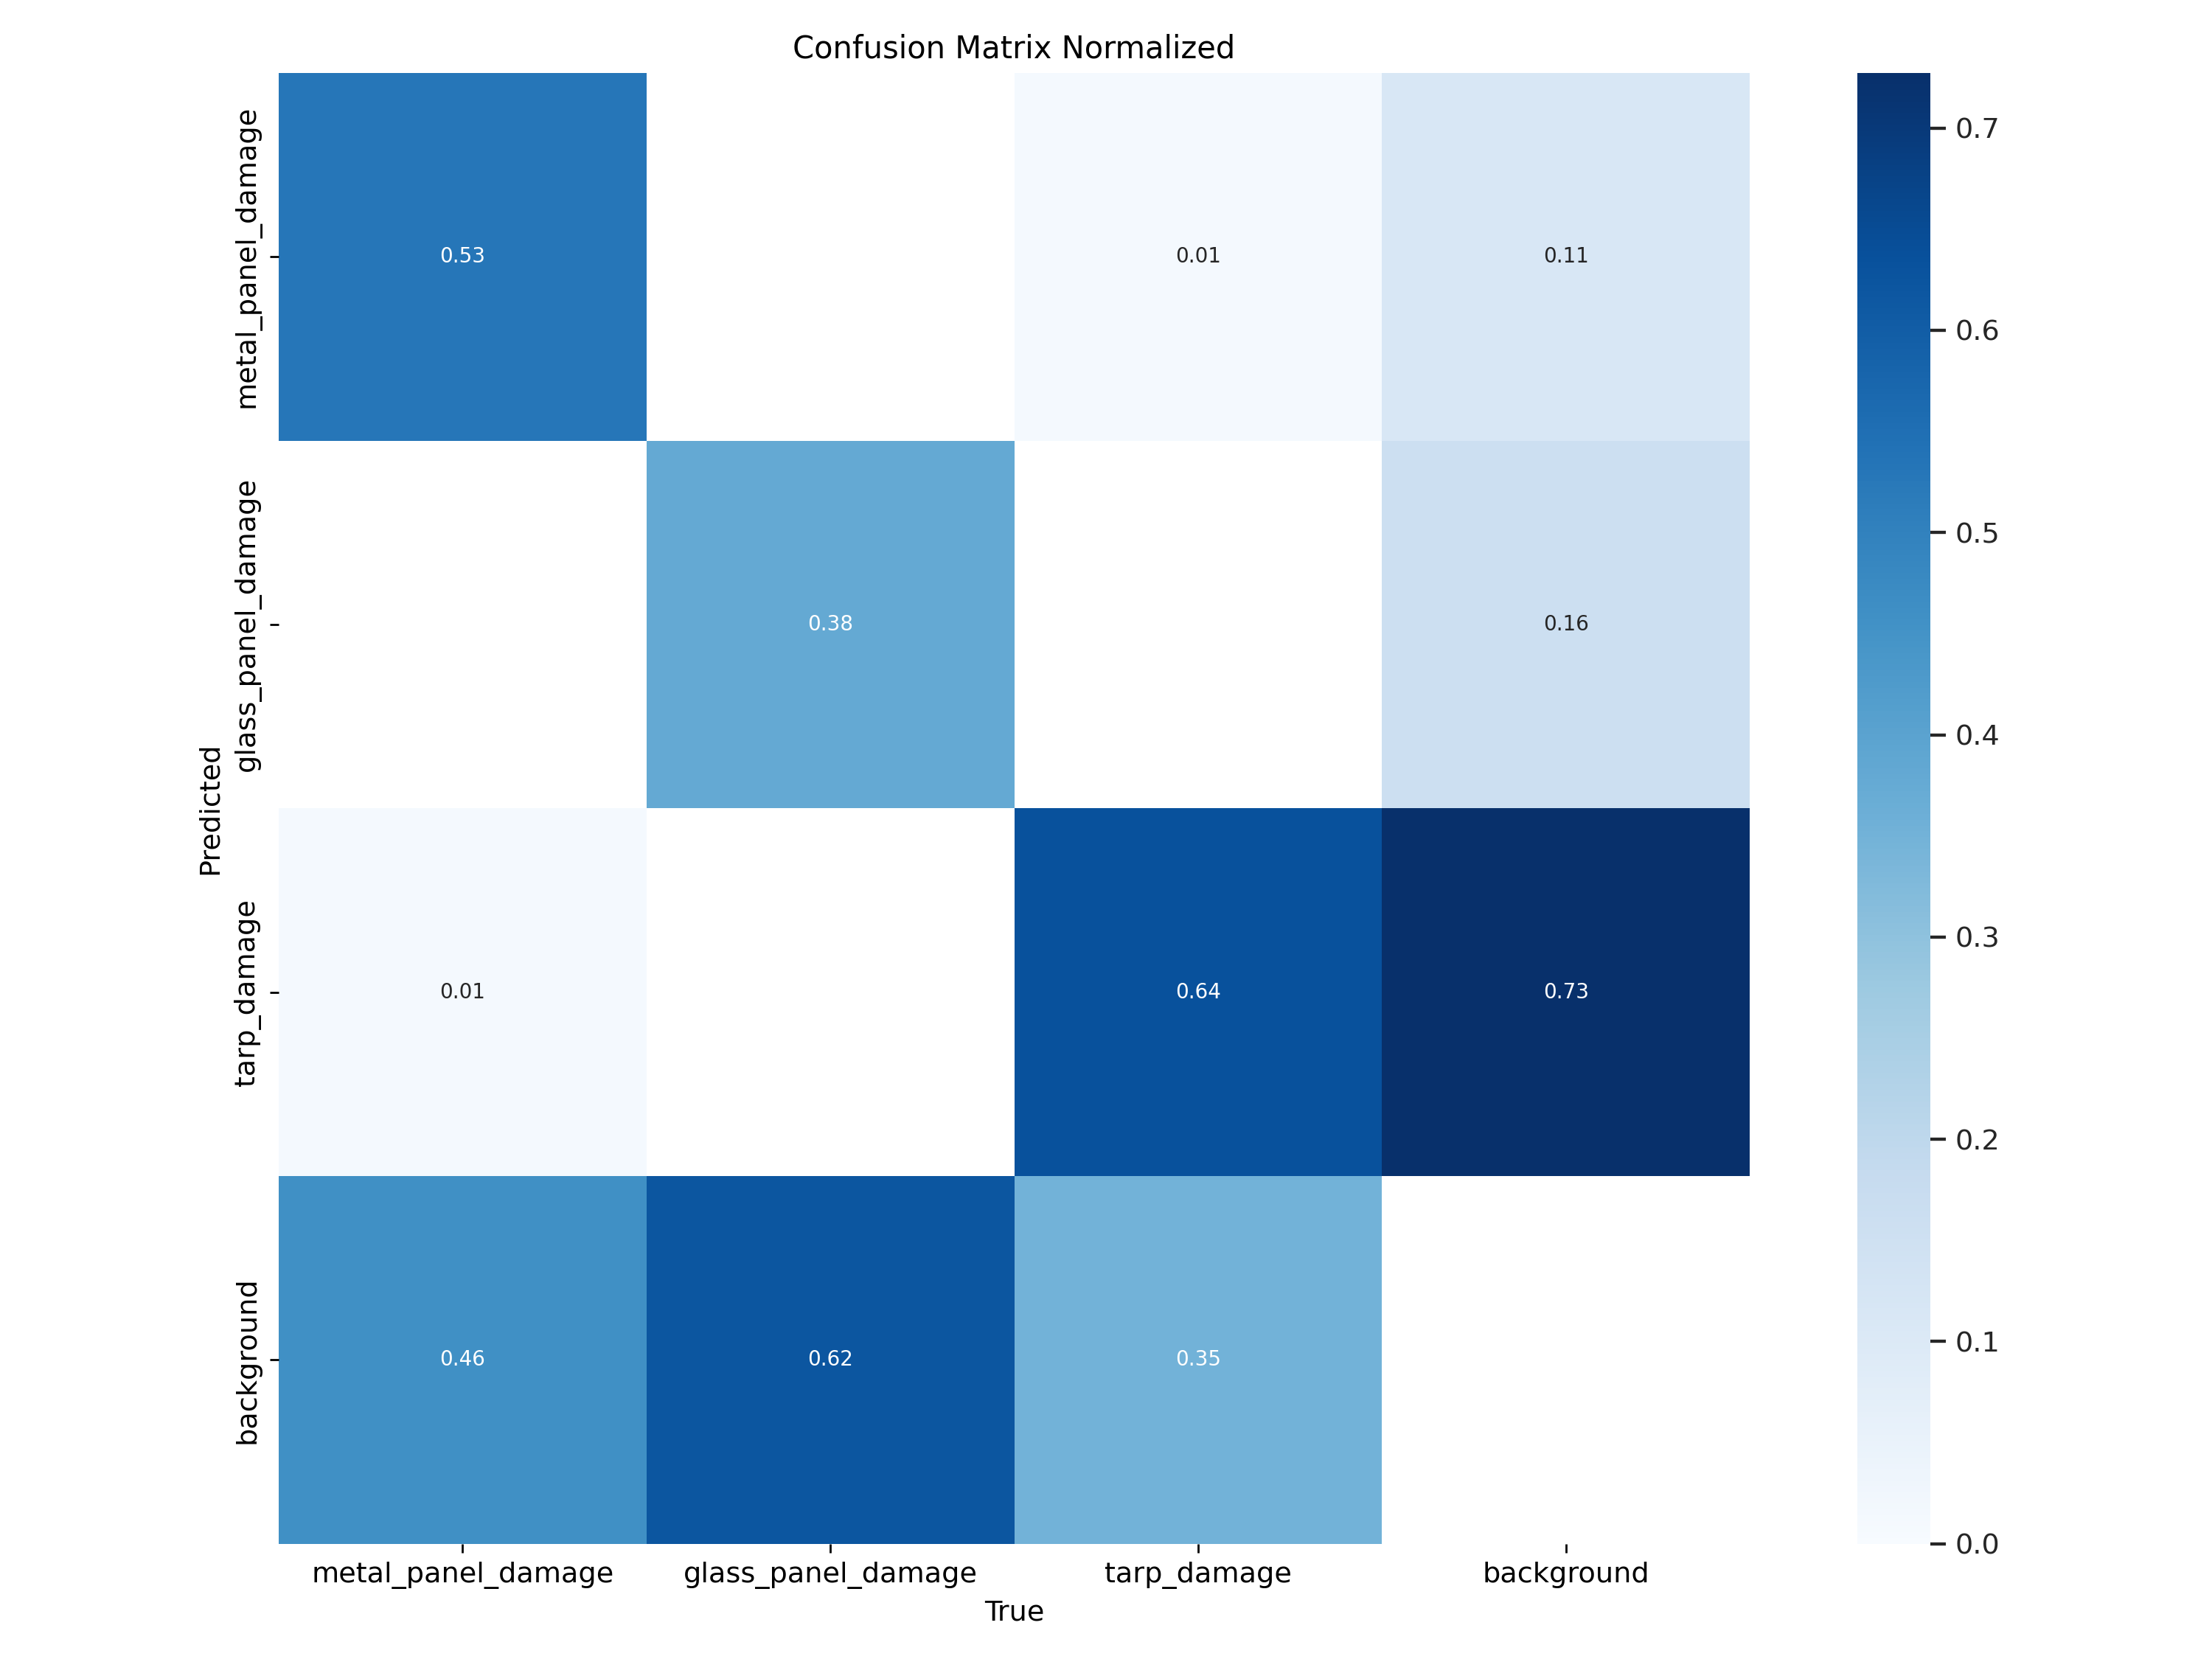 Confusion Matrix Normalized
metal_panel_damage
0.53
0.01
0.11
glass_panel_damage
0.38
0.16
tarp_damage
0.01
0.64
0.73
background
0.46
0.62
0.35
Predicted
metal_panel_damage
glass_panel_damage
tarp_damage
background
True
0.7
0.6
0.5
0.4
0.3
0.2
0.1
0.0